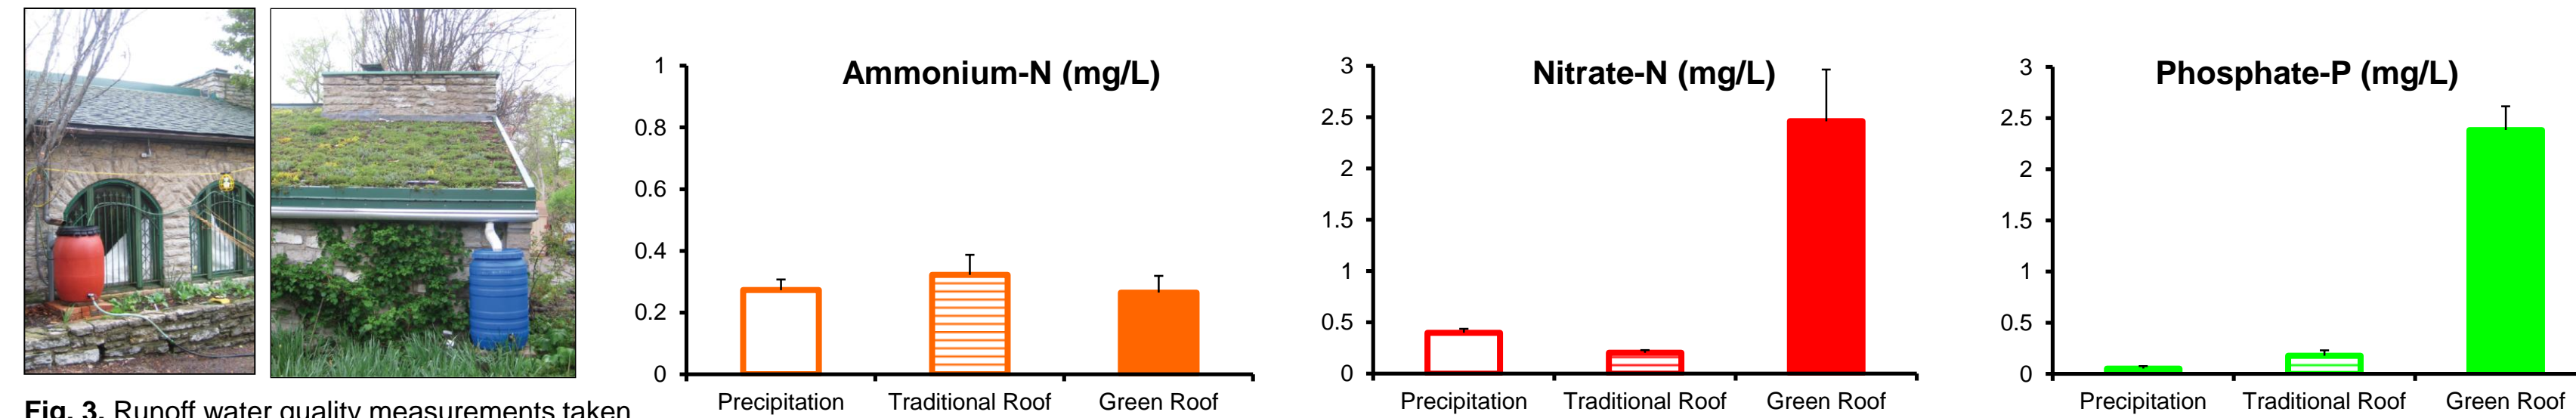 Ammonium-N (mg/L)
1
0.8
0.6
0.4
0.2
0
Precipitation Traditional Roof Green Roof
Nitrate-N (mg/L)
3
2.5
2
1.5
1
0.5
0
Precipitation Traditional Roof Green Roof
Phosphate-P (mg/L)
3
2.5
2
1.5
1
0.5
0
Precipitation Traditional Roof Green Roof
Fig. 3. Runoff water quality measurements taken